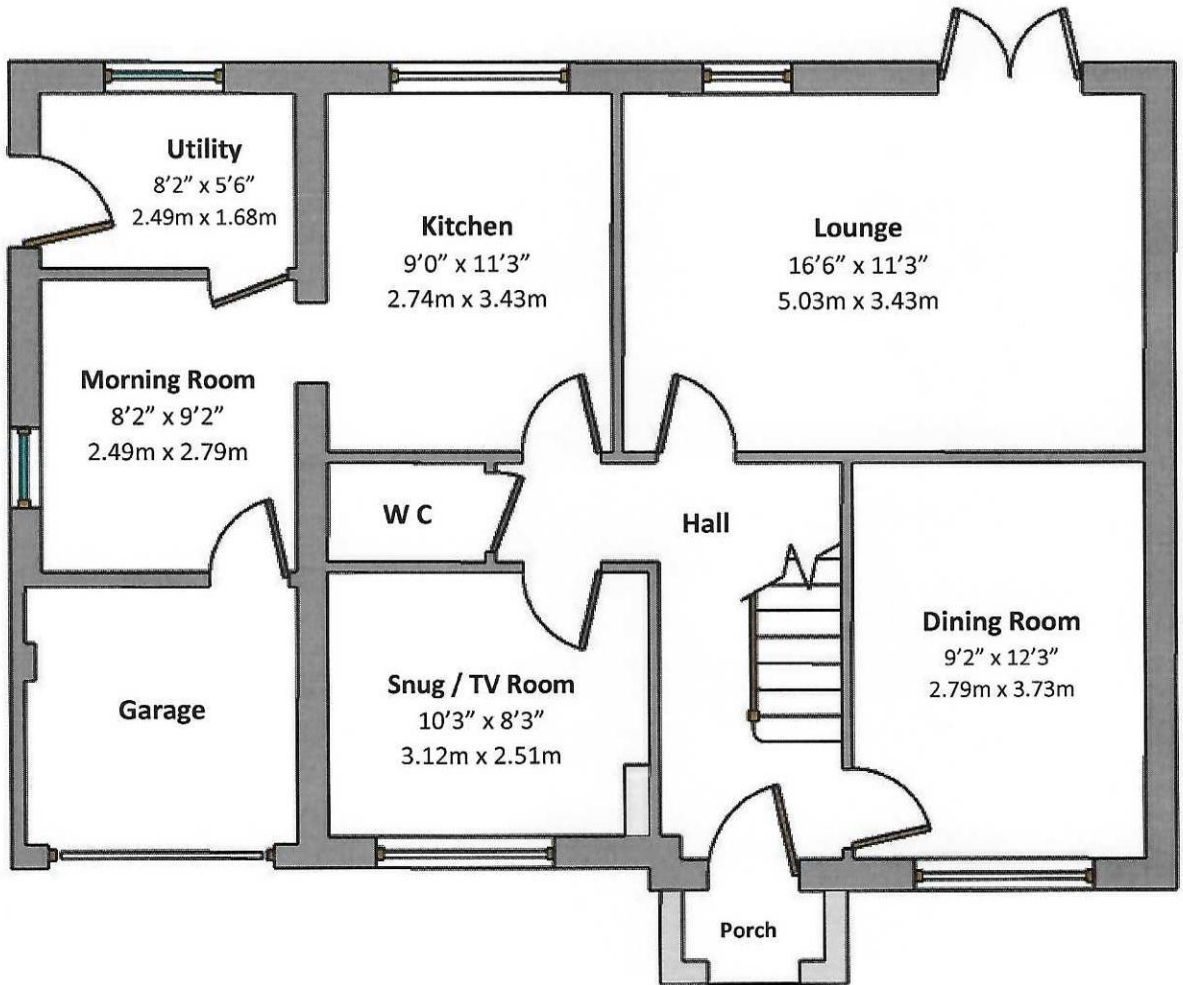 Utility
8’2” x 5’6”
2.49m x 1.68m
Kitchen
9’0” x 11’3”
2.74m x 3.43m
Lounge
16’6” x 11’3”
5.03m x 3.43m
Morning Room
8’2” x 9’2”
2.49m x 2.79m
W C
Hall
Dining Room
9’2” x 12’3”
2.79m x 3.73m
Snug / TV Room
10’3” x 8’3”
3.12m x 2.51m
Garage
Porch